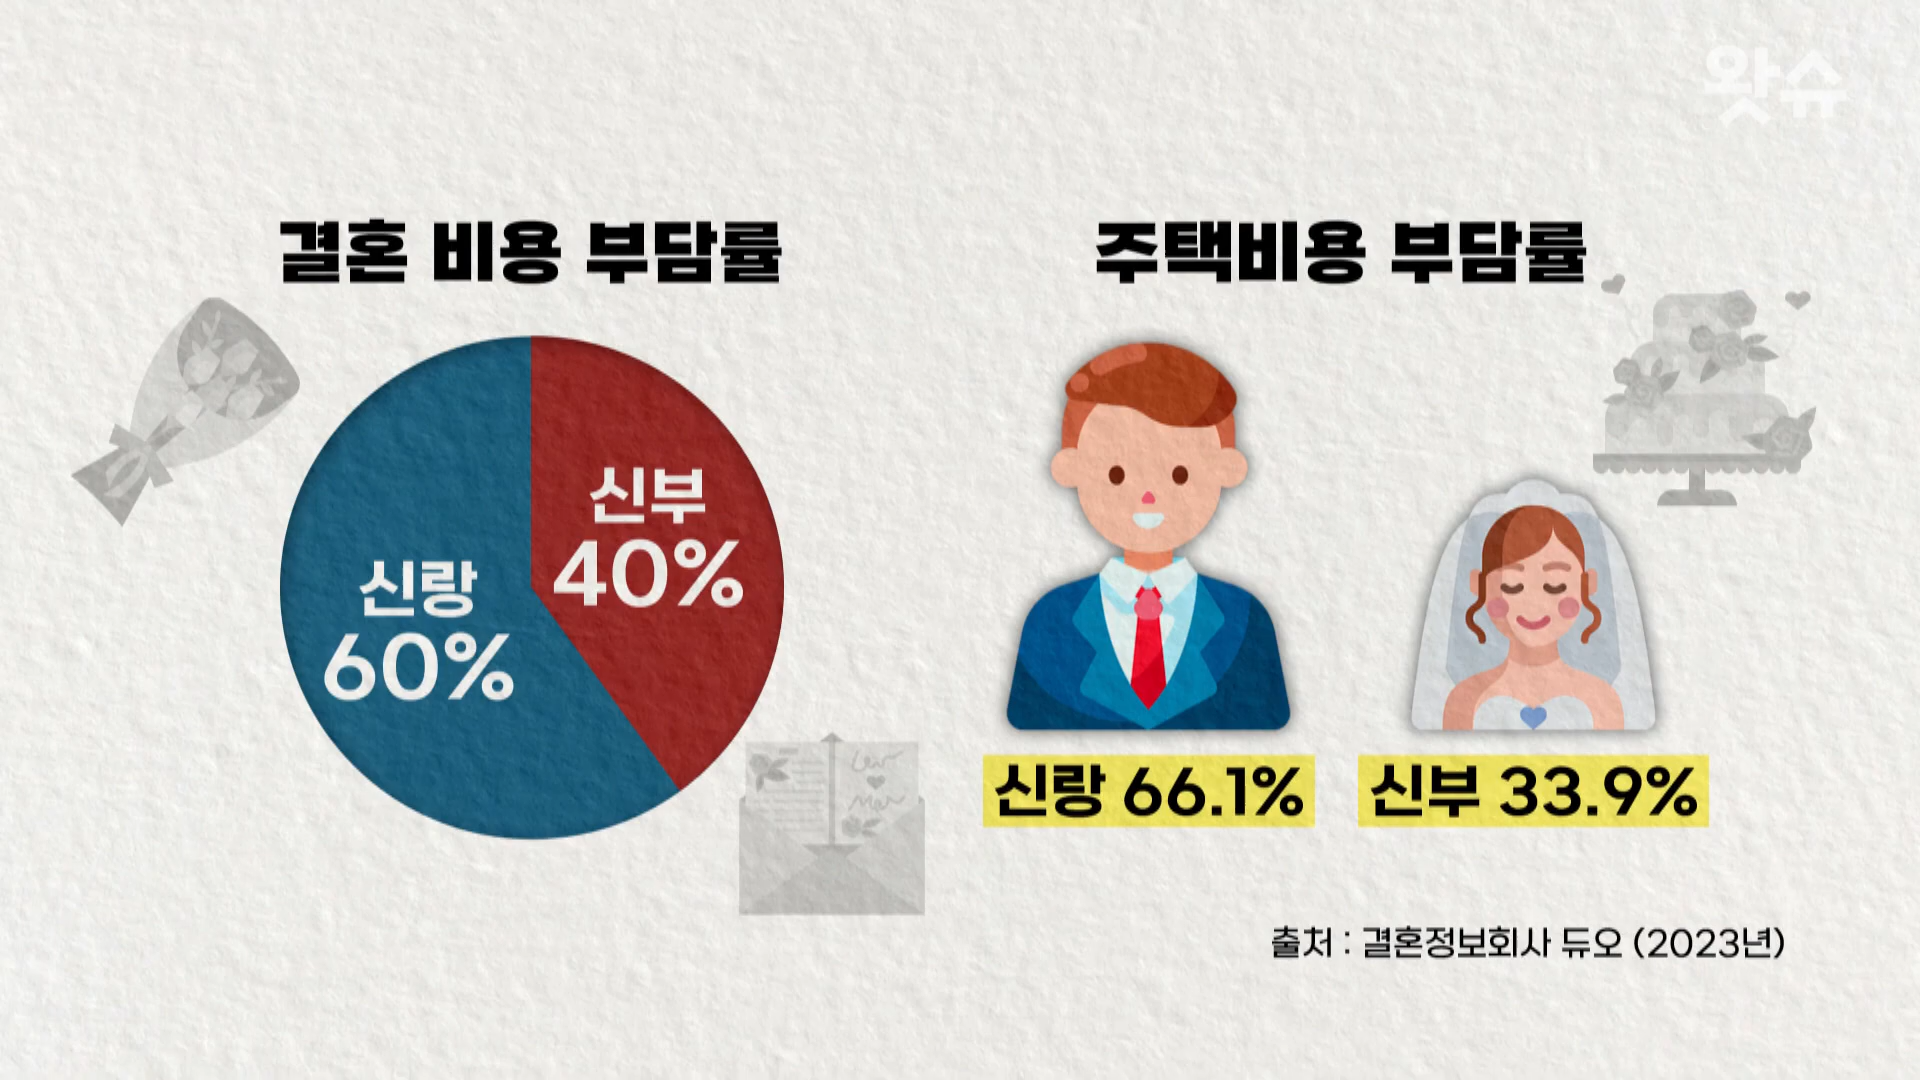 왓슈
결혼 비용 부담률
주택비용 부담률
신부
40%
신랑
60%
신랑 66.1%
신부 33.9%
출처 : 결혼정보회사 듀오 (2023년)